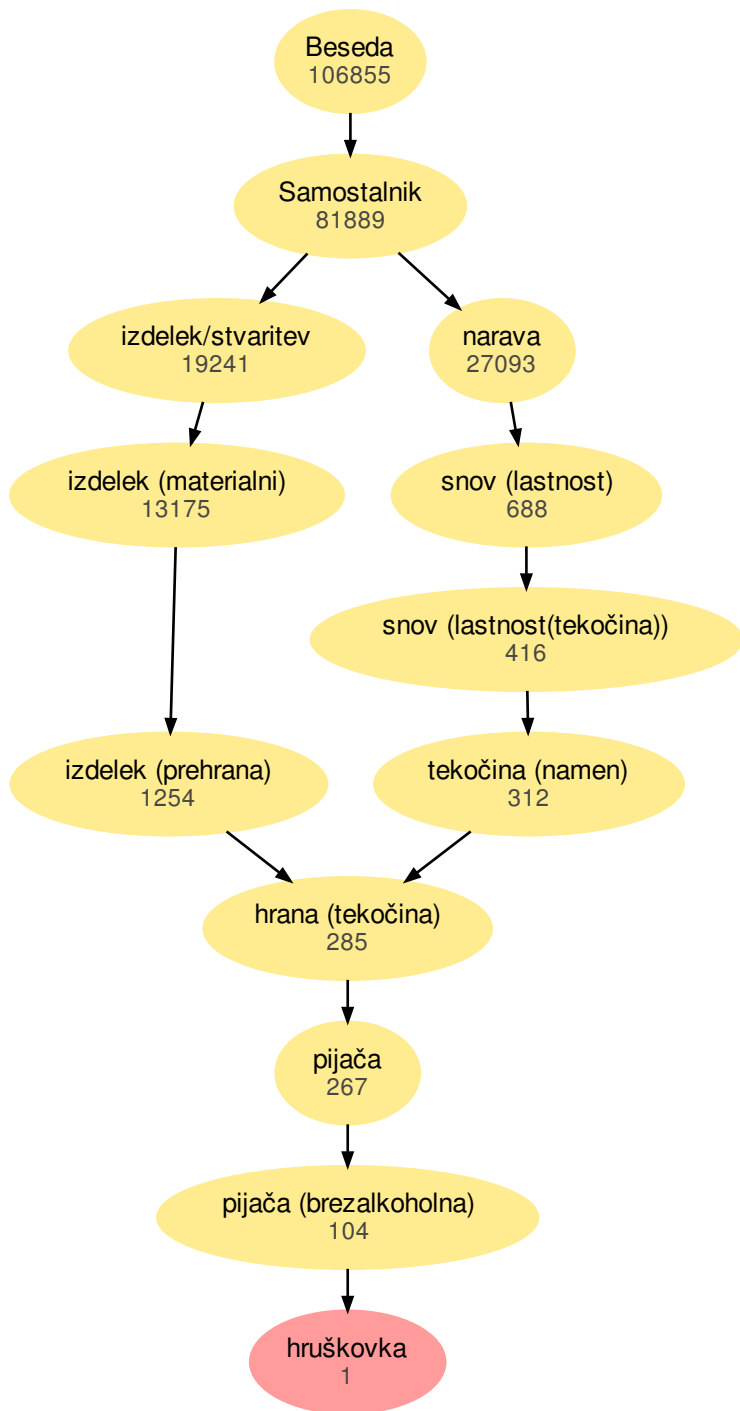 Beseda
106855
Samostalnik
81889
izdelek/stvaritev
19241
narava
27093
izdelek (materialni)
13175
snov (lastnost)
688
snov (lastnost(tekočina))
416
izdelek (prehrana)
1254
tekočina (namen)
312
hrana (tekočina)
285
pijača
267
pijača (brezalkoholna)
104
hruškovka
1